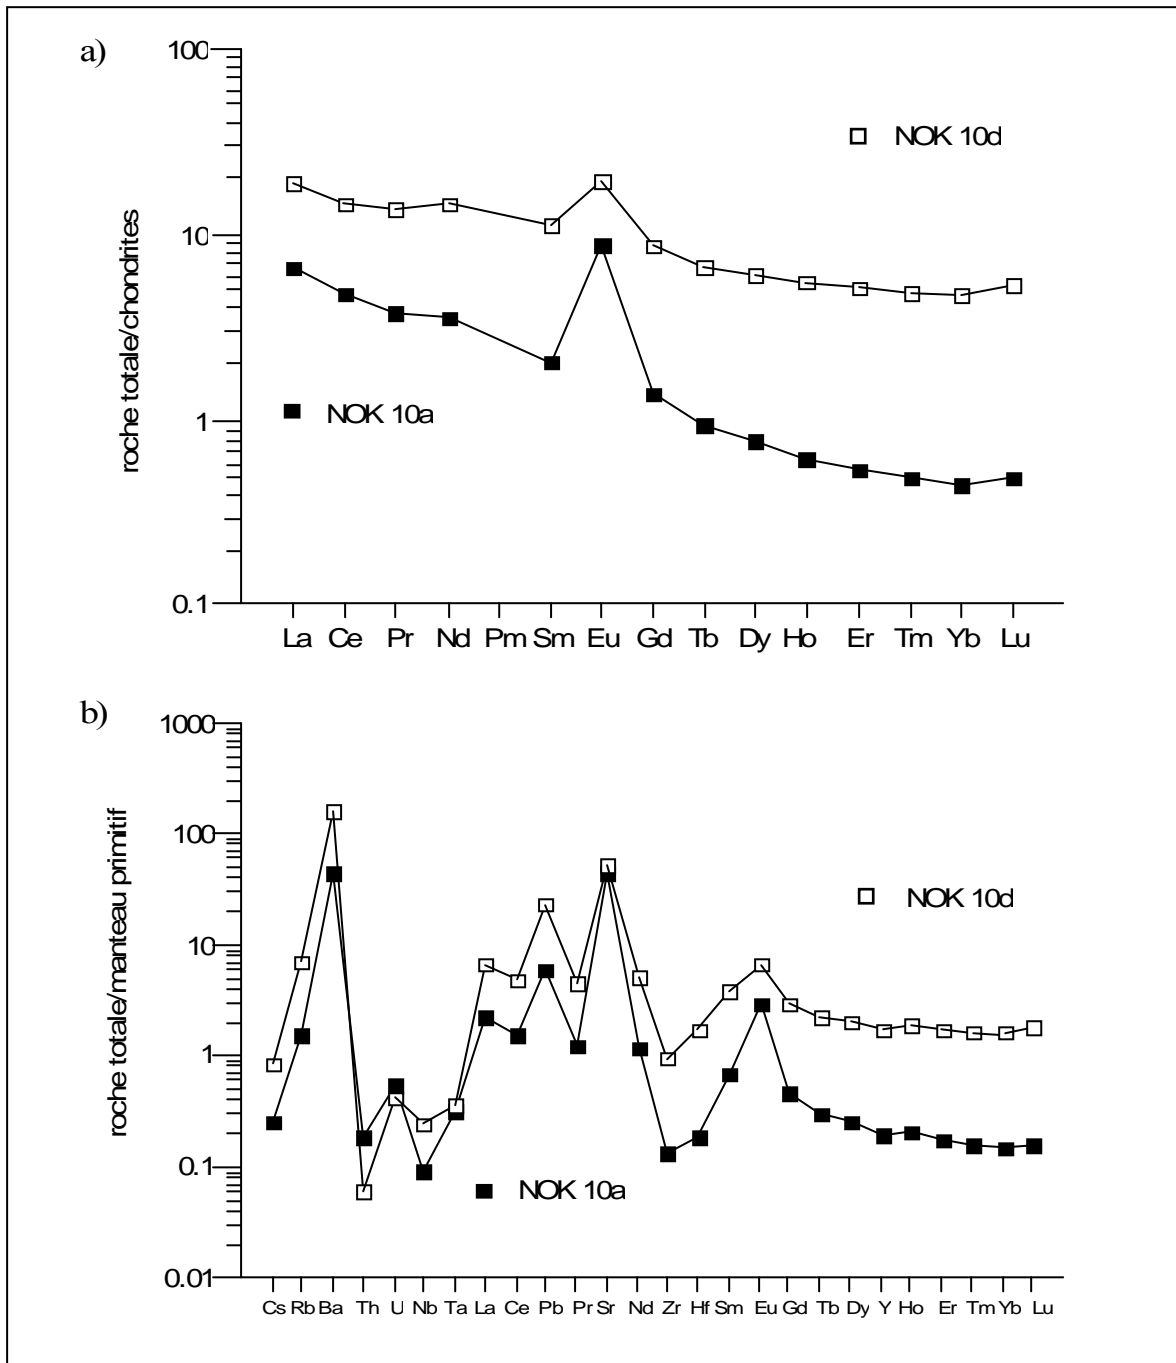 a)
100
NOK 10d
roche totale/chondrites
10
NOK 10a
1
0.1
La Ce Pr Nd Pm Sm Eu Gd Tb Dy Ho Er Tm Yb Lu
b)
1000
roche totale/manteau primitif
100
NOK 10d
10
1
0.1
NOK 10a
0.01
Cs Rb Ba Th U Nb Ta La Ce Pb Pr Sr Nd Zr Hf Sm Eu Gd Tb Dy Y Ho Er Tm Yb Lu